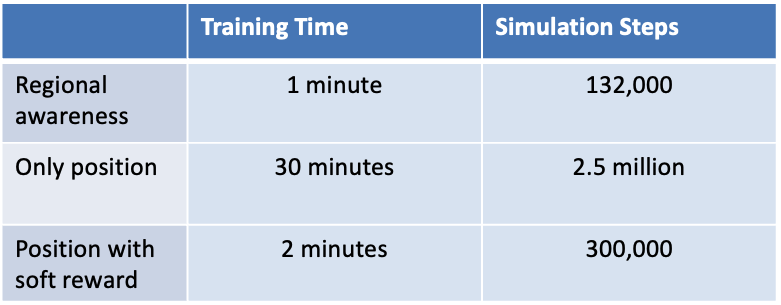 Training Time Simulation Steps
Regional awareness 1 minute 132,000
Only position 30 minutes 2.5 million
Position with soft reward 2 minutes 300,000